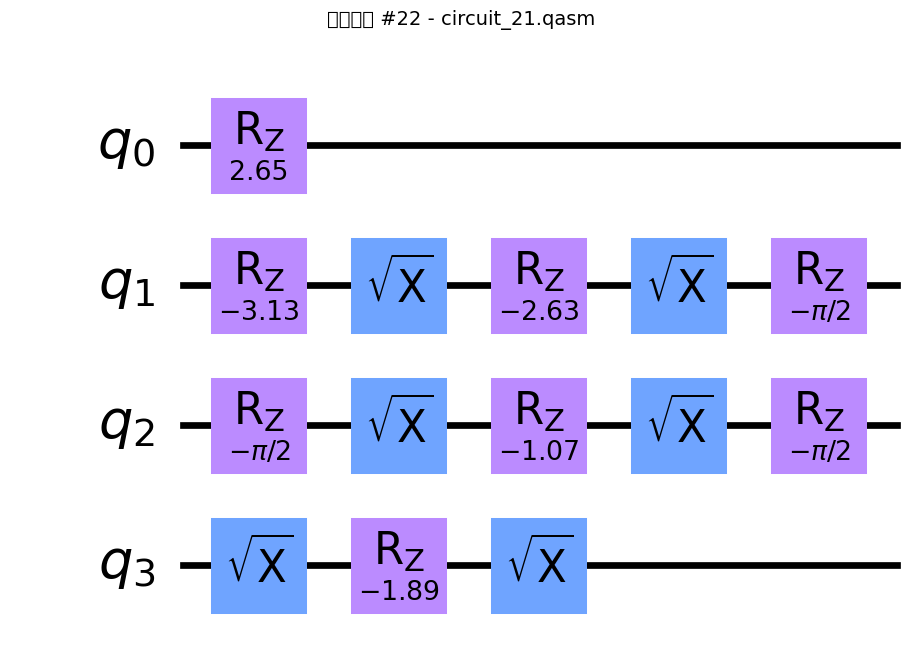 #22 - circuit_21.qasm
q0 RZ 2.65
q1 RZ −3.13 √X RZ −2.63 √X RZ −π/2
q2 RZ −π/2 √X RZ −1.07 √X RZ −π/2
q3 √X RZ −1.89 √X